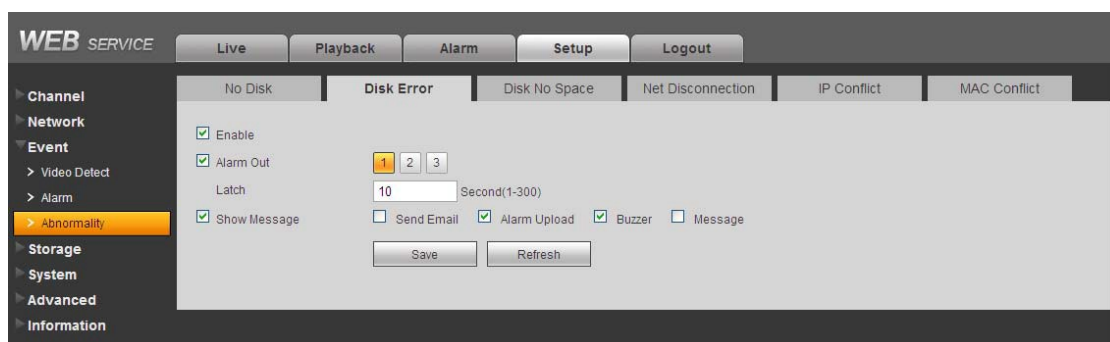 WEB SERVICE
Live Playback Alarm Setup Logout
No Disk Disk Error Disk No Space Net Disconnection IP Conflict MAC Conflict
Channel
Network
Event
> Video Detect
> Alarm
> Abnormality
Storage
System
Advanced
Information
Enable
Alarm Out 1 2 3
Latch 10 Second(1-300)
Show Message Send Email Alarm Upload Buzzer Message
Save Refresh